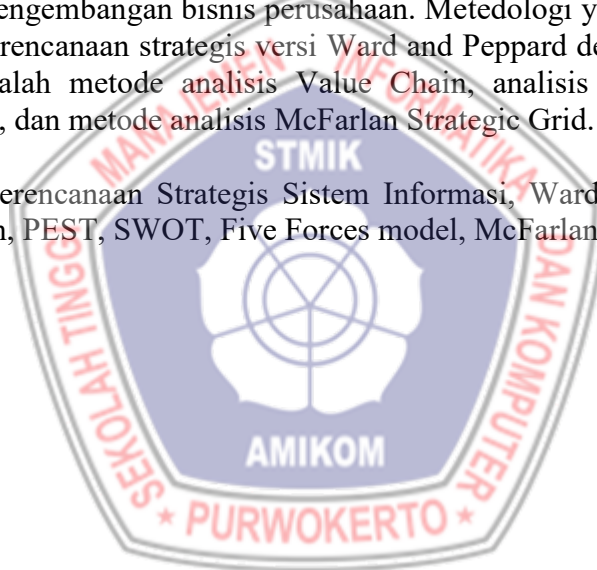 engembangan bisnis perusahaan. Metedologi y
erencanaan strategis versi Ward and Peppard de
alah metode analisis Value Chain, analisis
, dan metode analisis McFarlan Strategic Grid.
erencanaan Strategis Sistem Informasi, Ward
n, PEST, SWOT, Five Forces model, McFarlan
SEKOLAH TINGGI MANAJEMEN INFORMATIKA DAN KOMPUTER
STMIK
AMIKOM
* PURWOKERTO *